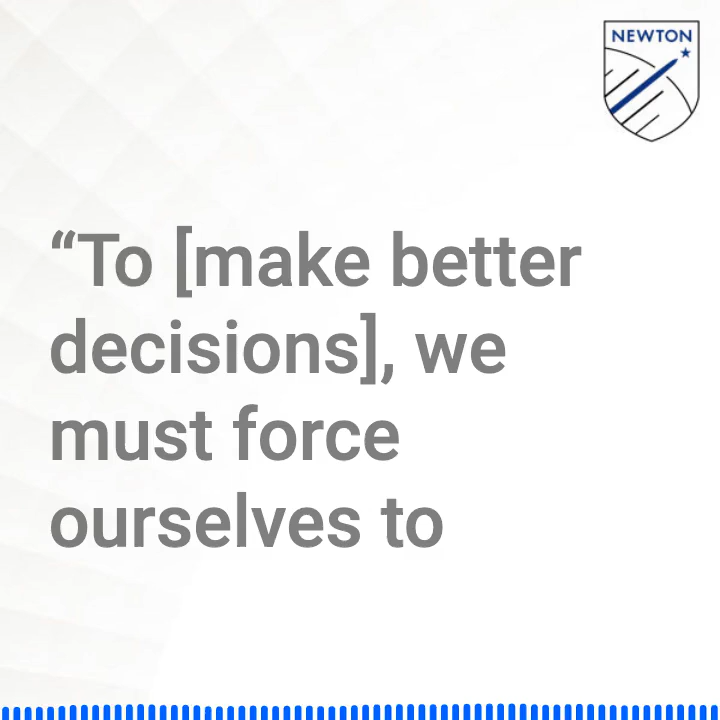 NEWTON
“To [make better
decisions], we
must force
ourselves to